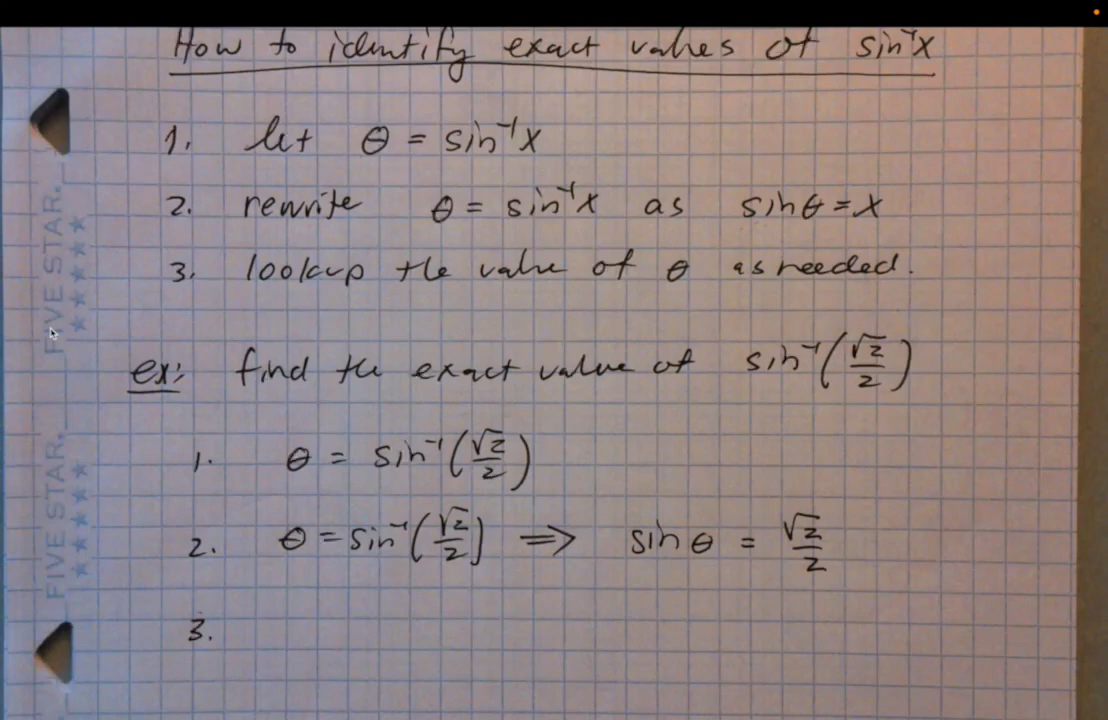 How to identify exact values of sin⁻¹x
1. let θ = sin⁻¹x
2. rewrite θ = sin⁻¹x as sinθ = x
3. lookup the value of θ as needed.
ex: find the exact value of sin⁻¹(√2/2)
1. θ = sin⁻¹(√2/2)
2. θ = sin⁻¹(√2/2) ⇒ sin θ = √2/2
3.
FIVE STAR.
FIVE STAR.